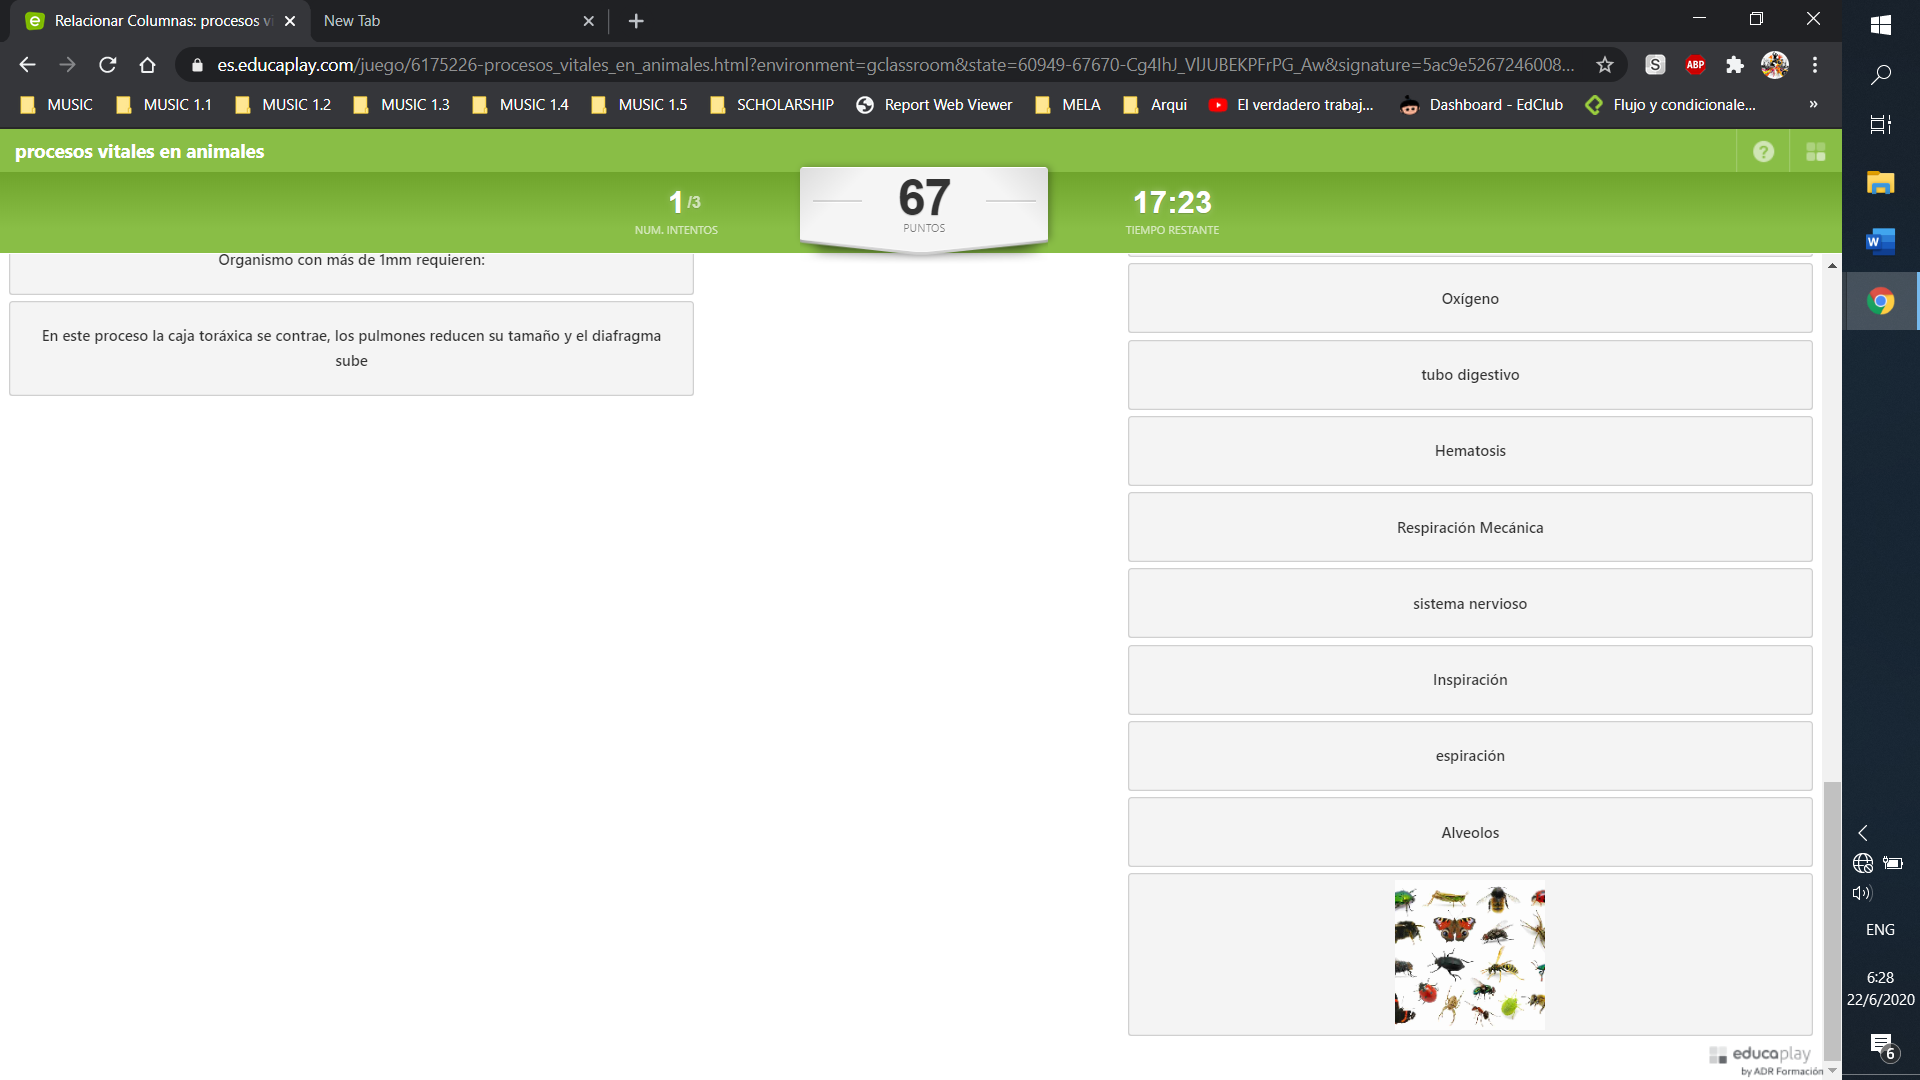 Relacionar Columnas: procesos vi
New Tab
es.educaplay.com/juego/6175226-procesos_vitales_en_animales.html?environment=gclassroom&state=60949-67670-Cg4IhJ_VlJUBEKPFrPG_Aw&signature=5ac9e5267246008...
S
ABP
MUSIC
MUSIC 1.1
MUSIC 1.2
MUSIC 1.3
MUSIC 1.4
MUSIC 1.5
SCHOLARSHIP
Report Web Viewer
MELA
Arqui
El verdadero trabaj...
Dashboard - EdClub
Flujo y condicionale...
»
procesos vitales en animales
?
1/3
NUM. INTENTOS
67
PUNTOS
17:23
TIEMPO RESTANTE
Organismo con más de 1mm requieren:
En este proceso la caja toráxica se contrae, los pulmones reducen su tamaño y el diafragma
sube
Oxígeno
tubo digestivo
Hematosis
Respiración Mecánica
sistema nervioso
Inspiración
espiración
Alveolos
educaplay
by ADR Formación
W
ENG
6:28
22/6/2020
6